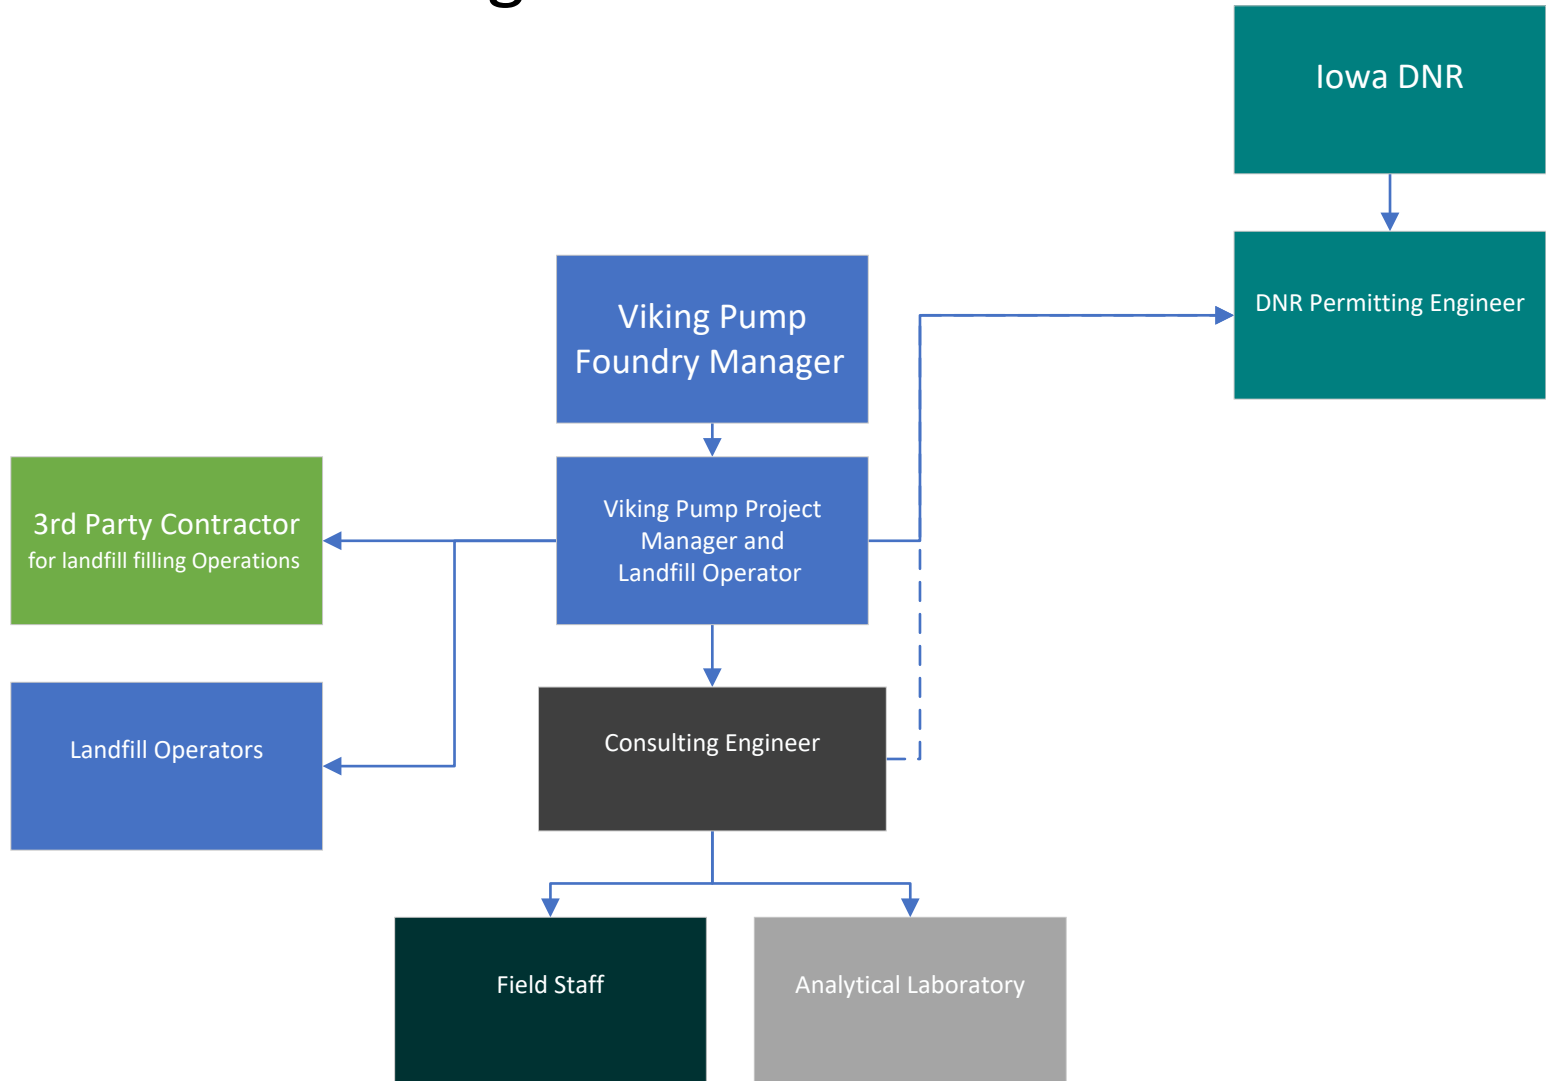 Iowa DNR
DNR Permitting Engineer
Viking Pump
Foundry Manager
3rd Party Contractor
for landfill filling Operations
Viking Pump Project
Manager and
Landfill Operator
Landfill Operators
Consulting Engineer
Field Staff
Analytical Laboratory